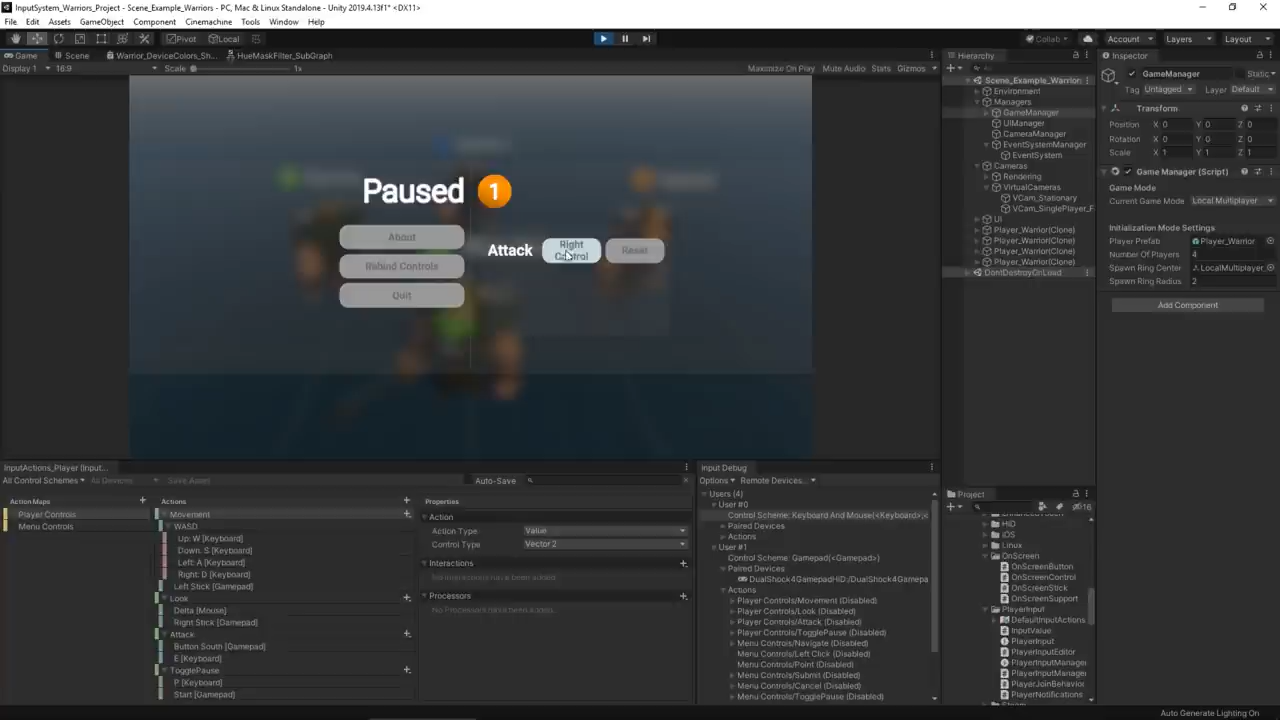 InputSystem_Warriors_Project - Scene_Example_Warriors - PC, Mac & Linux Standalone - Unity 2019.4.13f1* <DX11>
File Edit Assets GameObject Component Cinemachine Tools Window Help
Pivot Local Collab Account Layers Layout
Game Scene Warrior_DeviceColors_Sh... HueMaskFilter_SubGraph
Display 1 16:9 Scale 1x Maximize On Play Mute Audio Stats Gizmos
Paused 1
About
Rebind Controls
Quit
Attack Right Control Reset
Hierarchy
All
Scene_Example_Warrior
Environment
Managers
GameManager
UIManager
CameraManager
EventSystemManager
EventSystem
Cameras
Rendering
VirtualCameras
VCam_Stationary
VCam_SinglePlayer_F
UI
Player_Warrior(Clone)
Player_Warrior(Clone)
Player_Warrior(Clone)
Player_Warrior(Clone)
DontDestroyOnLoad
Inspector
GameManager Static
Tag Untagged Layer Default
Transform
Position X 0 Y 0 Z 0
Rotation X 0 Y 0 Z 0
Scale X 1 Y 1 Z 1
Game Manager (Script)
Game Mode
Current Game Mode Local Multiplayer
Initialization Mode Settings
Player Prefab Player_Warrior
Number Of Players 4
Spawn Ring Center LocalMultiplayer_
Spawn Ring Radius 2
Add Component
InputActions_Player (Input...
All Control Schemes All Devices Save Asset Auto-Save
Action Maps
Player Controls
Menu Controls
Actions
Movement
WASD
Up: W [Keyboard]
Down: S [Keyboard]
Left: A [Keyboard]
Right: D [Keyboard]
Left Stick [Gamepad]
Look
Delta [Mouse]
Right Stick [Gamepad]
Attack
Button South [Gamepad]
E [Keyboard]
TogglePause
P [Keyboard]
Start [Gamepad]
Properties
Action
Action Type Value
Control Type Vector 2
Interactions
No Interactions have been added.
Processors
No Processors have been added.
Input Debug
Options Remote Devices...
Users (4)
User #0
Control Scheme: Keyboard And Mouse(<Keyboard>;<
Paired Devices
Actions
User #1
Control Scheme: Gamepad(<Gamepad>)
Paired Devices
DualShock4GamepadHID:/DualShock4Gamepa
Actions
Player Controls/Movement (Disabled)
Player Controls/Look (Disabled)
Player Controls/Attack (Disabled)
Player Controls/TogglePause (Disabled)
Menu Controls/Navigate (Disabled)
Menu Controls/Left Click (Disabled)
Menu Controls/Point (Disabled)
Menu Controls/Submit (Disabled)
Menu Controls/Cancel (Disabled)
Menu Controls/TogglePause (Disabled)
Project
16
HID
iOS
Linux
OnScreen
OnScreenButton
OnScreenControl
OnScreenStick
OnScreenSupport
PlayerInput
DefaultInputActions
InputValue
PlayerInput
PlayerInputEditor
PlayerInputManager
PlayerInputManager
PlayerJoinBehavior
PlayerNotifications
Auto Generate Lighting On